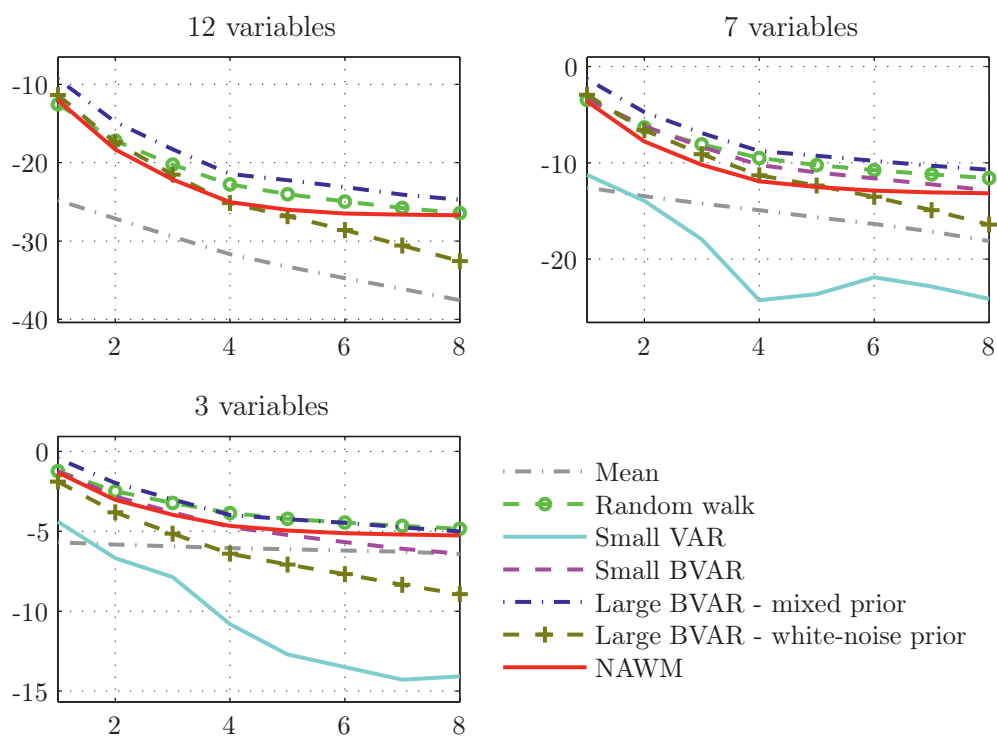 12 variables
-10
-20
-30
-40
2
4
6
8
7 variables
0
-10
-20
2
4
6
8
3 variables
0
-5
-10
-15
2
4
6
8
Mean
Random walk
Small VAR
Small BVAR
Large BVAR - mixed prior
Large BVAR - white-noise prior
NAWM